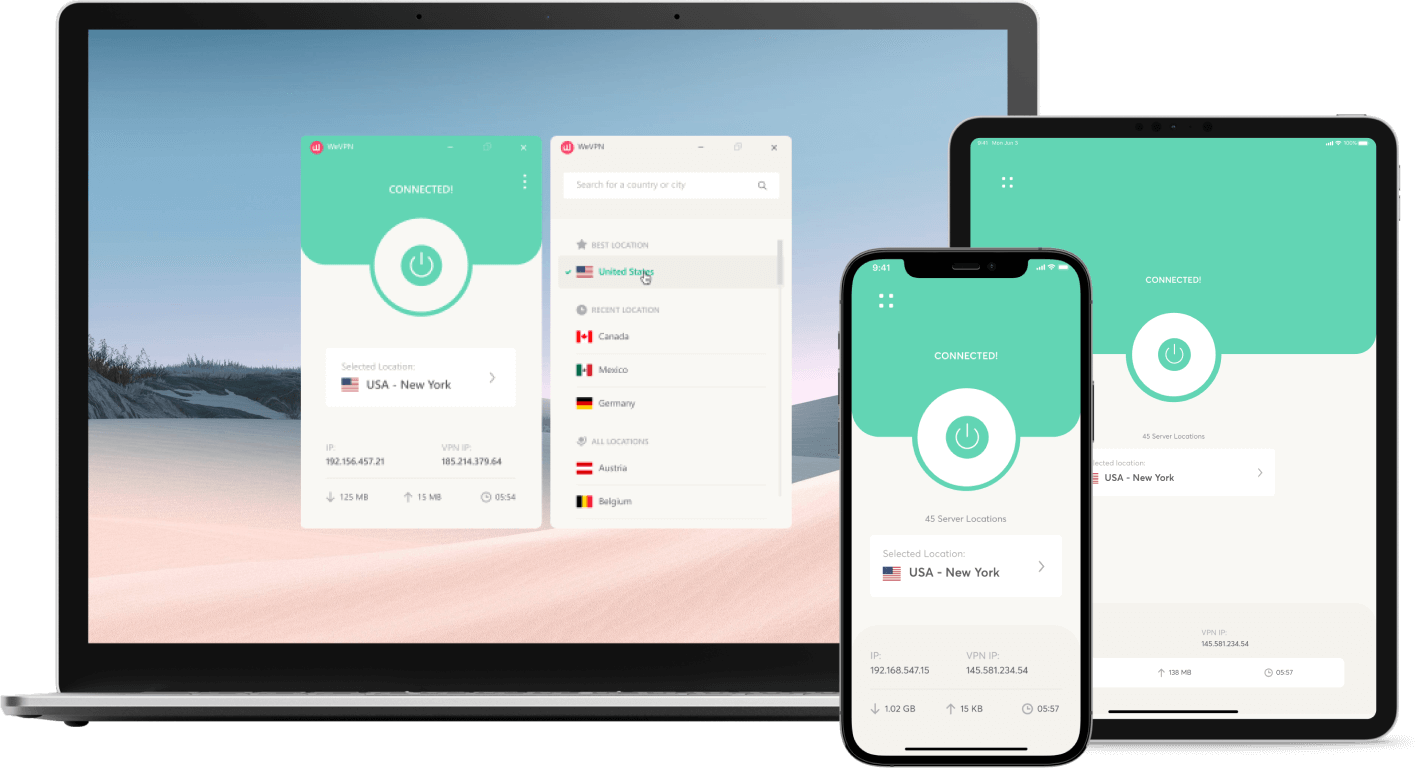 WeVPN
CONNECTED!
Selected Location:
USA - New York
IP:
192.156.457.21
VPN IP:
185.214.379.64
125 MB
15 MB
05:54
WeVPN
Search for a country or city
BEST LOCATION
United States
RECENT LOCATION
Canada
Mexico
Germany
ALL LOCATIONS
Austria
Belgium
9:41
CONNECTED!
45 Server Locations
Selected Location:
USA - New York
IP:
192.168.547.15
VPN IP:
145.581.234.54
1.02 GB
15 KB
05:57
9:41 Mon Jun 3
100%
CONNECTED!
45 Server Locations
lected location:
USA - New York
VPN IP:
145.581.234.54
138 MB
05:57